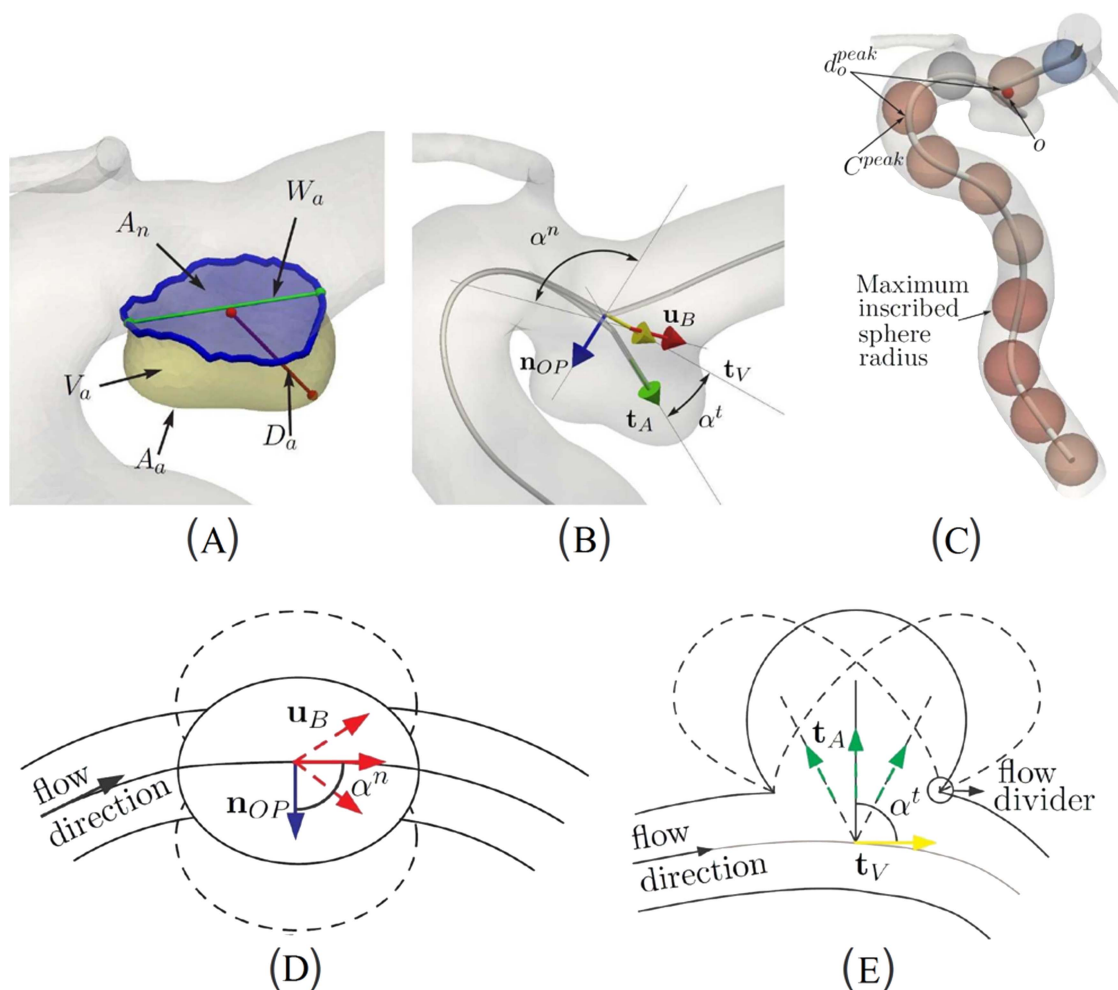 A_n
W_a
V_a
A_a
D_a
(A)
α^n
u_B
n_OP
t_V
t_A
α^t
(B)
d_o^peak
o
C^peak
Maximum
inscribed
sphere
radius
(C)
u_B
flow
direction
n_OP
α^n
(D)
t_A
flow
divider
α^t
flow
direction
t_V
(E)